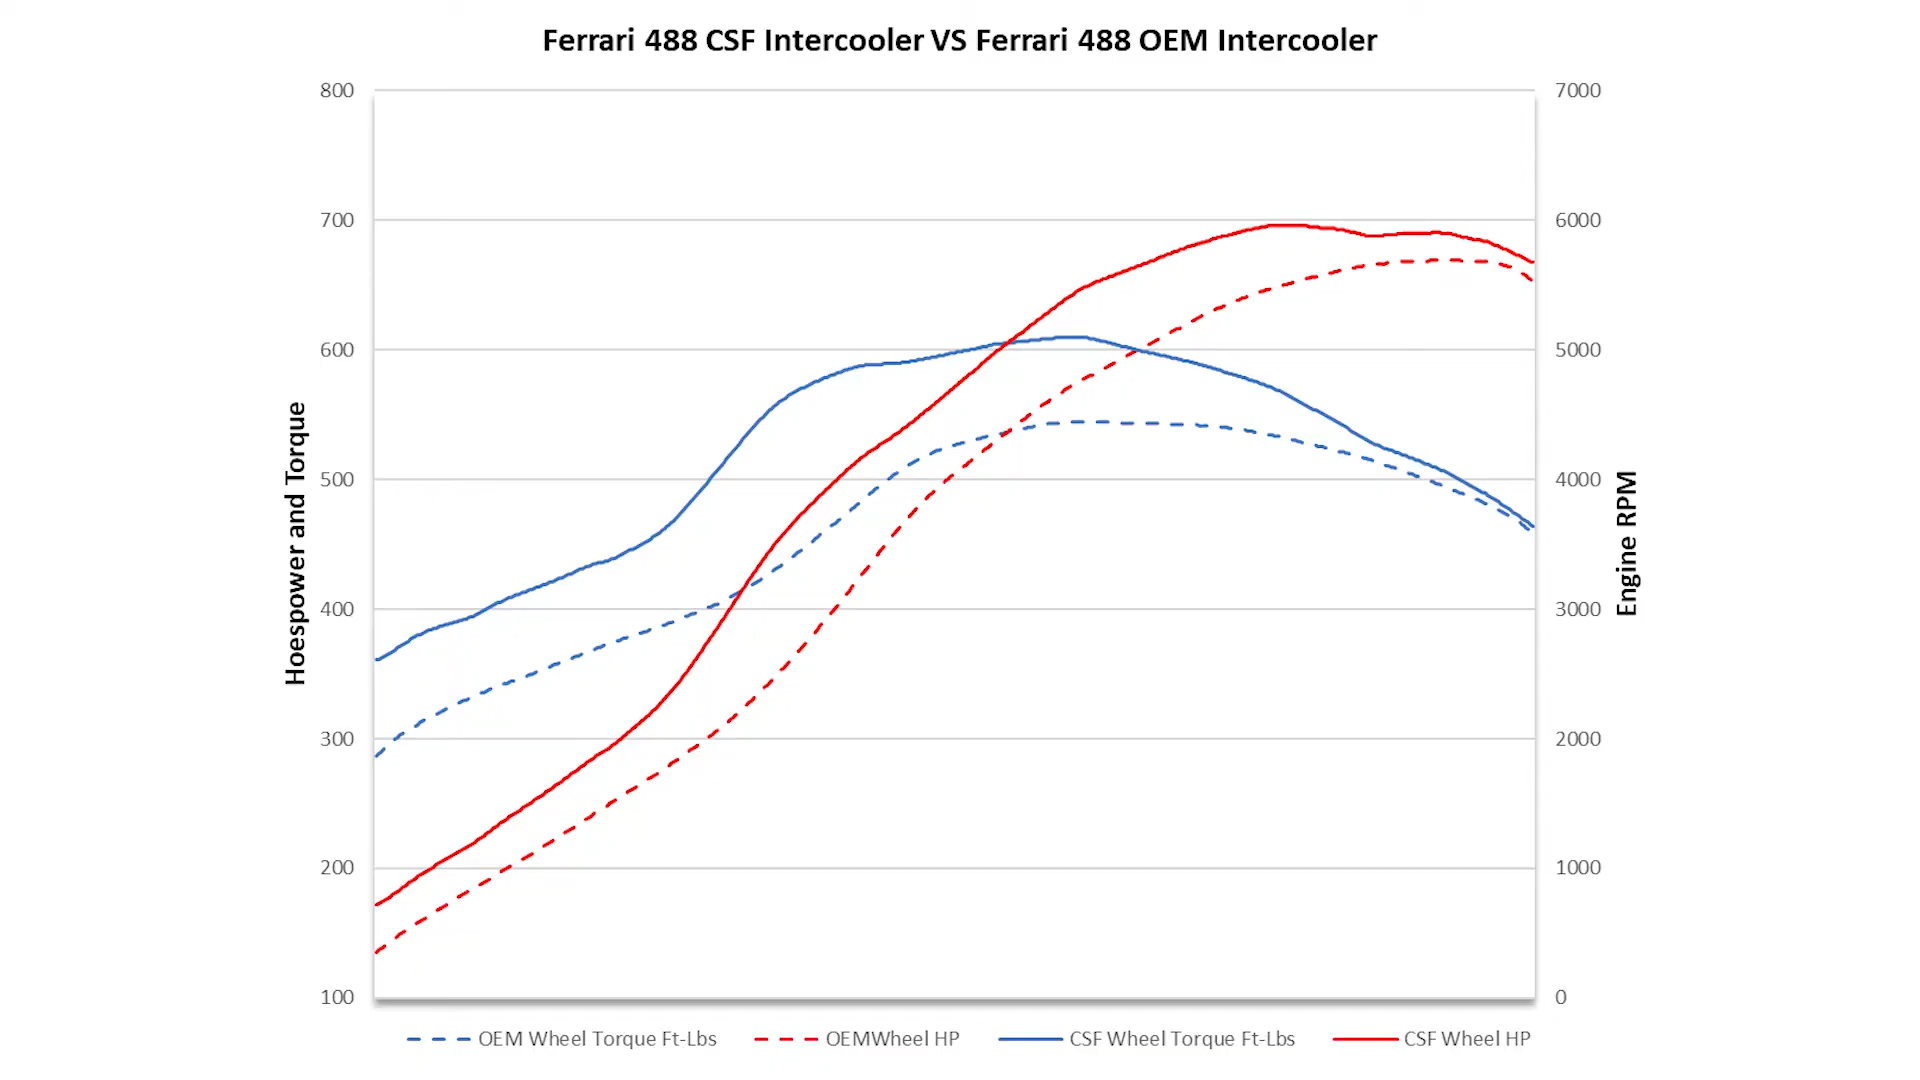 Ferrari 488 CSF Intercooler VS Ferrari 488 OEM Intercooler
800
700
600
500
400
300
200
100
Hoespower and Torque
7000
6000
5000
4000
3000
2000
1000
0
Engine RPM
OEM Wheel Torque Ft-Lbs
OEMWheel HP
CSF Wheel Torque Ft-Lbs
CSF Wheel HP